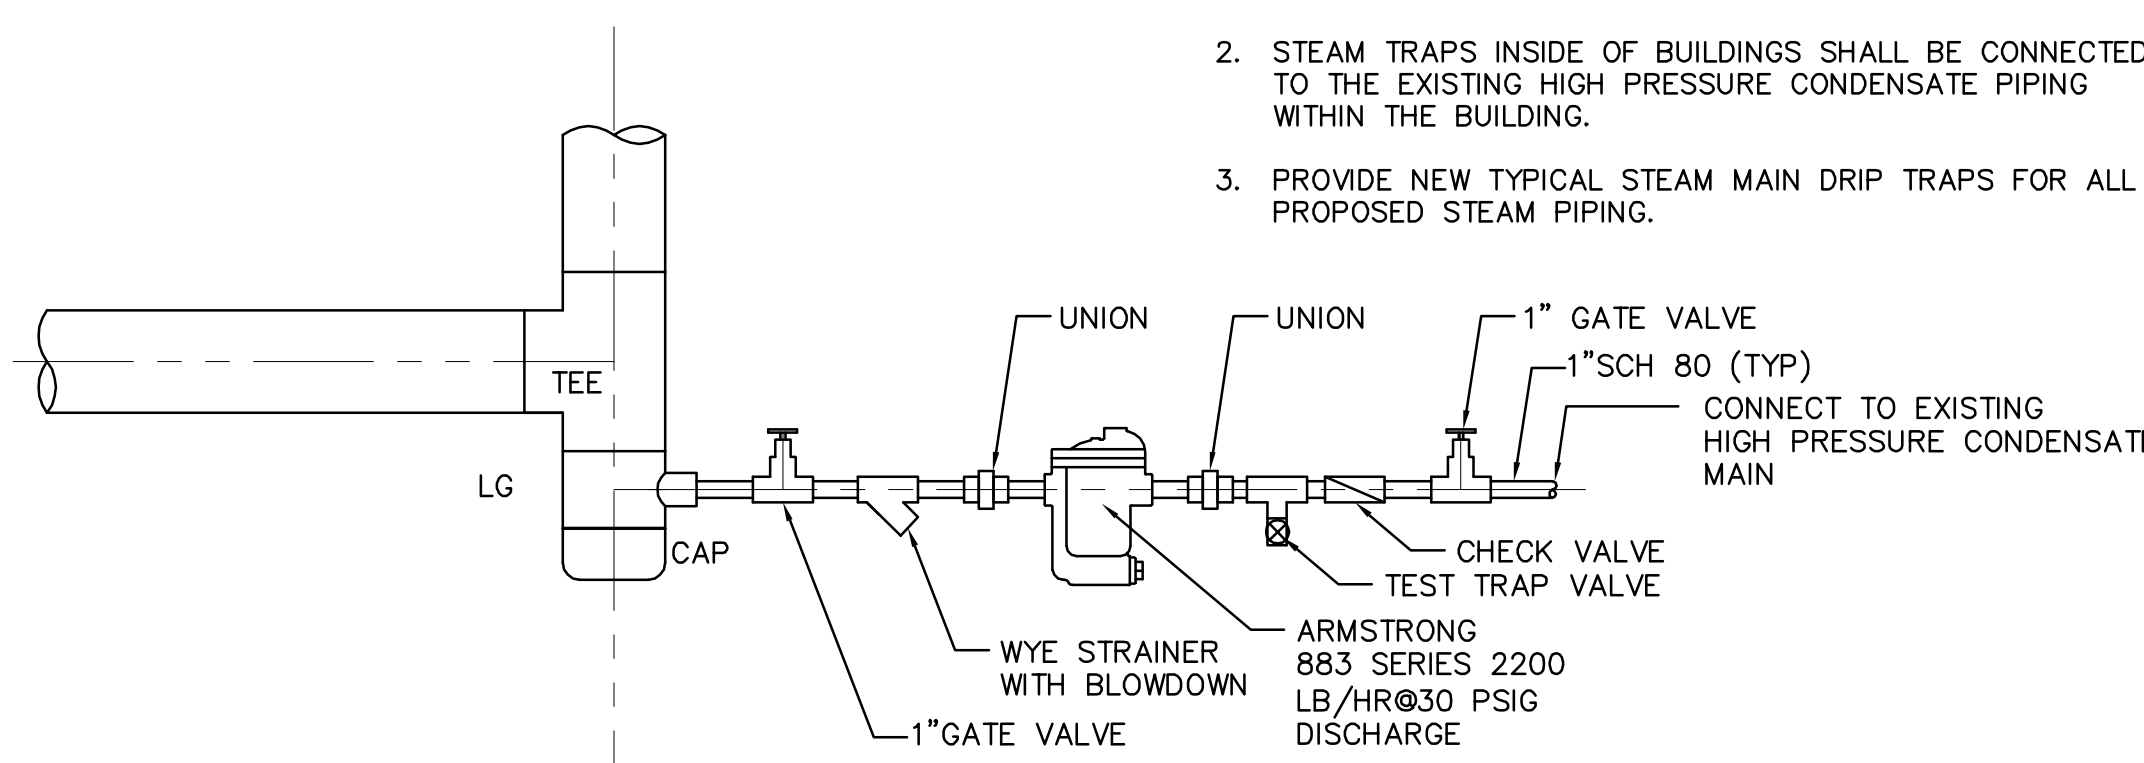 2. STEAM TRAPS INSIDE OF BUILDINGS SHALL BE CONNECTED
TO THE EXISTING HIGH PRESSURE CONDENSATE PIPING
WITHIN THE BUILDING.
3. PROVIDE NEW TYPICAL STEAM MAIN DRIP TRAPS FOR ALL
PROPOSED STEAM PIPING.
UNION
UNION
1" GATE VALVE
1"SCH 80 (TYP)
TEE
CONNECT TO EXISTING
HIGH PRESSURE CONDENSATE
MAIN
LG
CAP
CHECK VALVE
TEST TRAP VALVE
ARMSTRONG
883 SERIES 2200
LB/HR@30 PSIG
DISCHARGE
WYE STRAINER
WITH BLOWDOWN
1"GATE VALVE